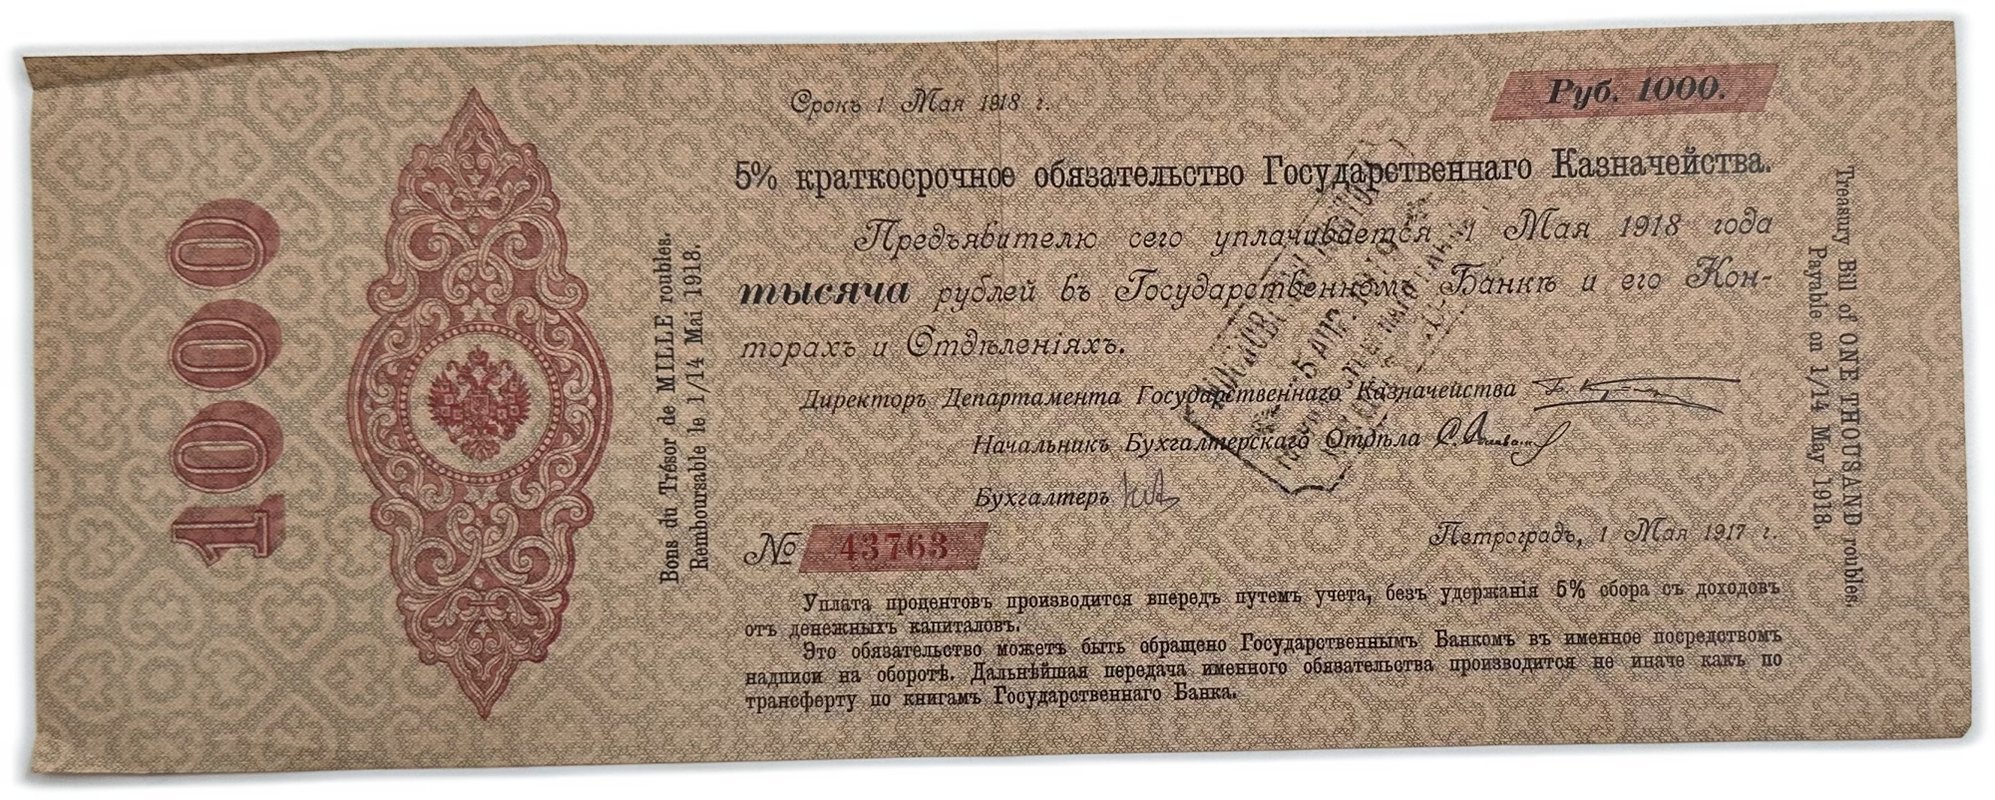 1000
Bons du Trésor de MILLE roubles.
Remboursable le 1/14 Mai 1918.
Срокъ 1 Мая 1918 г.
Руб. 1000.
5% краткосрочное обязательство Государственнаго Казначейства.
Предъявителю сего уплачивается 1 Мая 1918 года
тысяча рублей въ Государственномъ Банкѣ и его Кон-
торахъ и Отдѣленіяхъ.
Директоръ Департамента Государственнаго Казначейства
Начальникъ Бухгалтерскаго Отдѣла
Бухгалтеръ
№ 43763
Петроградъ, 1 Мая 1917 г.
Уплата процентовъ производится впередъ путемъ учета, безъ удержанія 5% сбора съ доходовъ
отъ денежныхъ капиталовъ.
Это обязательство можетъ быть обращено Государственнымъ Банкомъ въ именное посредствомъ
надписи на оборотѣ. Дальнѣйшая передача именного обязательства производится не иначе какъ по
трансферту по книгамъ Государственнаго Банка.
Treasury Bill of ONE THOUSAND roubles.
Payable on 1/14 May 1918.